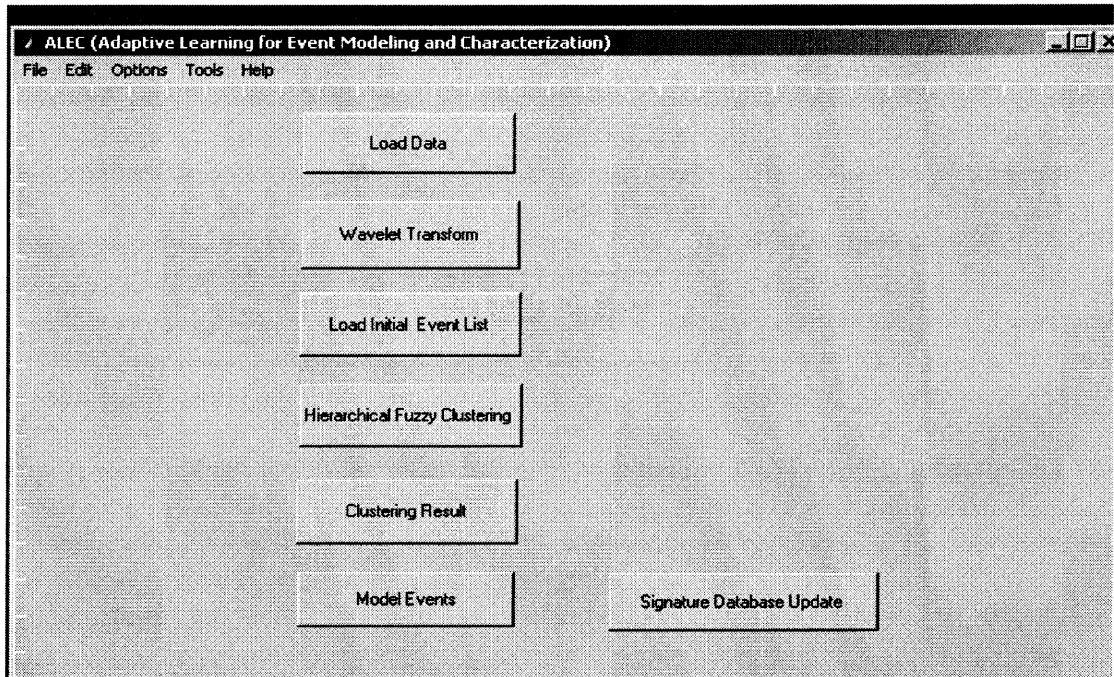 ALEC (Adaptive Learning for Event Modeling and Characterization)
File Edit Options Tools Help
Load Data
Wavelet Transform
Load Initial Event List
Hierarchical Fuzzy Clustering
Clustering Result
Model Events
Signature Database Update